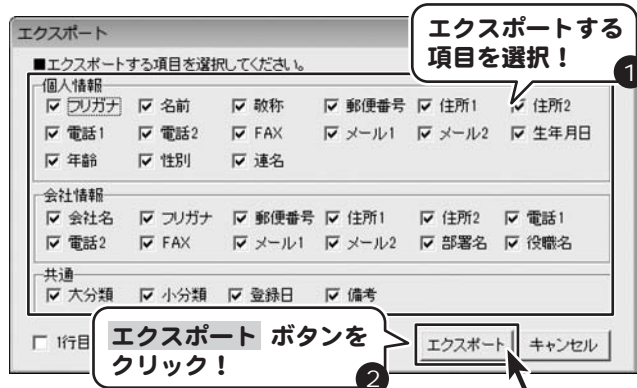 エクスポート
エクスポートする
項目を選択！
1
■エクスポートする項目を選択してください。
個人情報
フリガナ 名前 敬称 郵便番号 住所1 住所2
電話1 電話2 FAX メール1 メール2 生年月日
年齢 性別 連名
会社情報
会社名 フリガナ 郵便番号 住所1 住所2 電話1
電話2 FAX メール1 メール2 部署名 役職名
共通
大分類 小分類 登録日 備考
1行目
エクスポート ボタンを
クリック！
2
エクスポート キャンセル